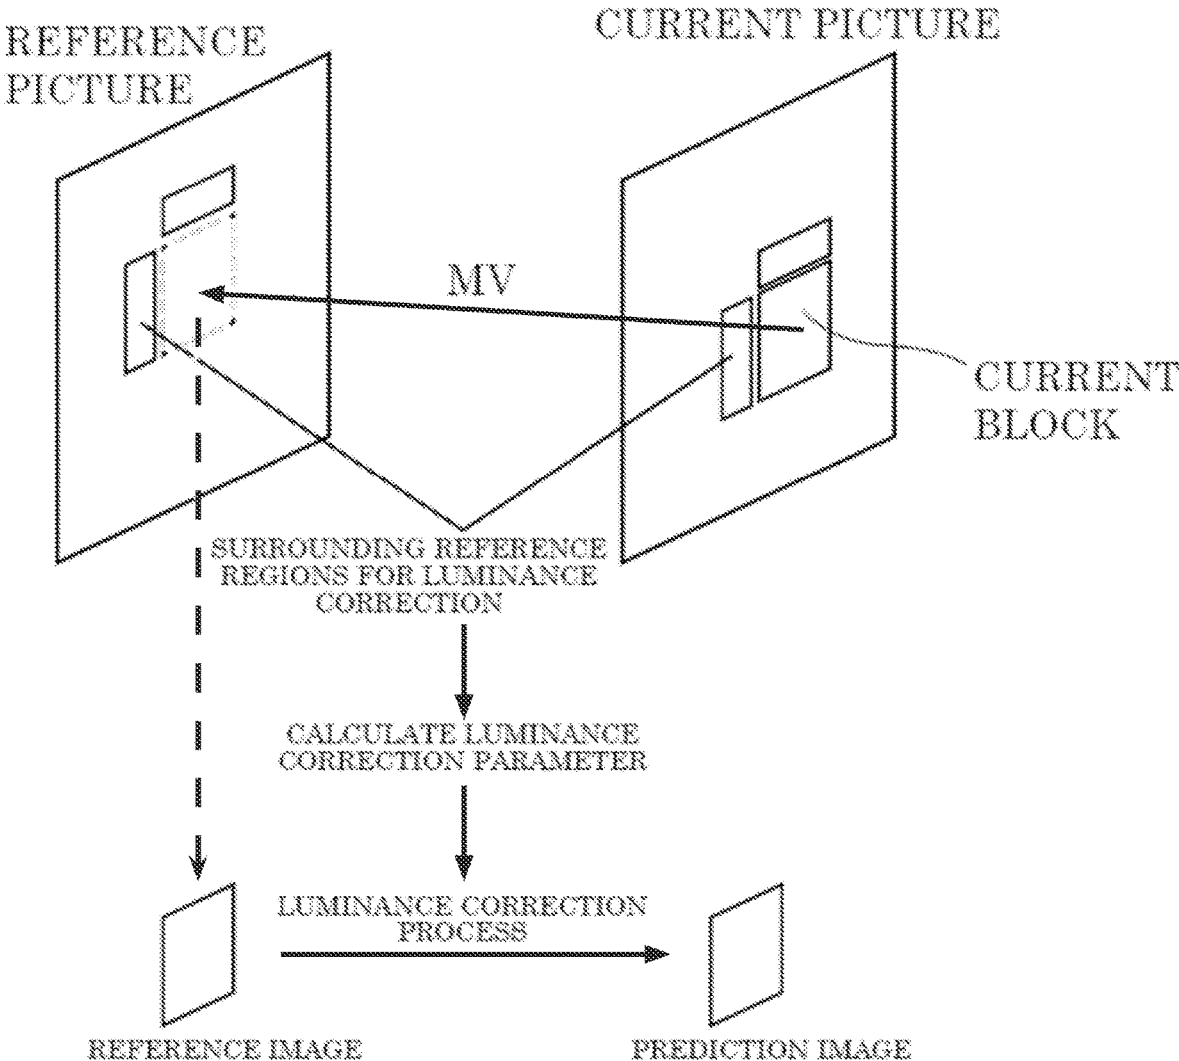 REFERENCE
PICTURE
CURRENT PICTURE
MV
CURRENT
BLOCK
SURROUNDING REFERENCE
REGIONS FOR LUMINANCE
CORRECTION
CALCULATE LUMINANCE
CORRECTION PARAMETER
LUMINANCE CORRECTION
PROCESS
REFERENCE IMAGE
PREDICTION IMAGE